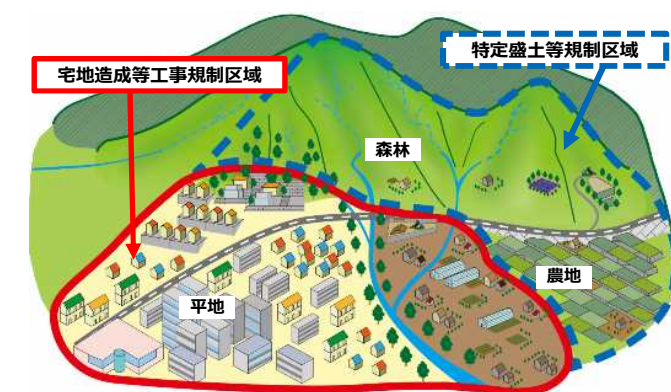 特定盛土等規制区域
宅地造成等工事規制区域
森林
農地
平地